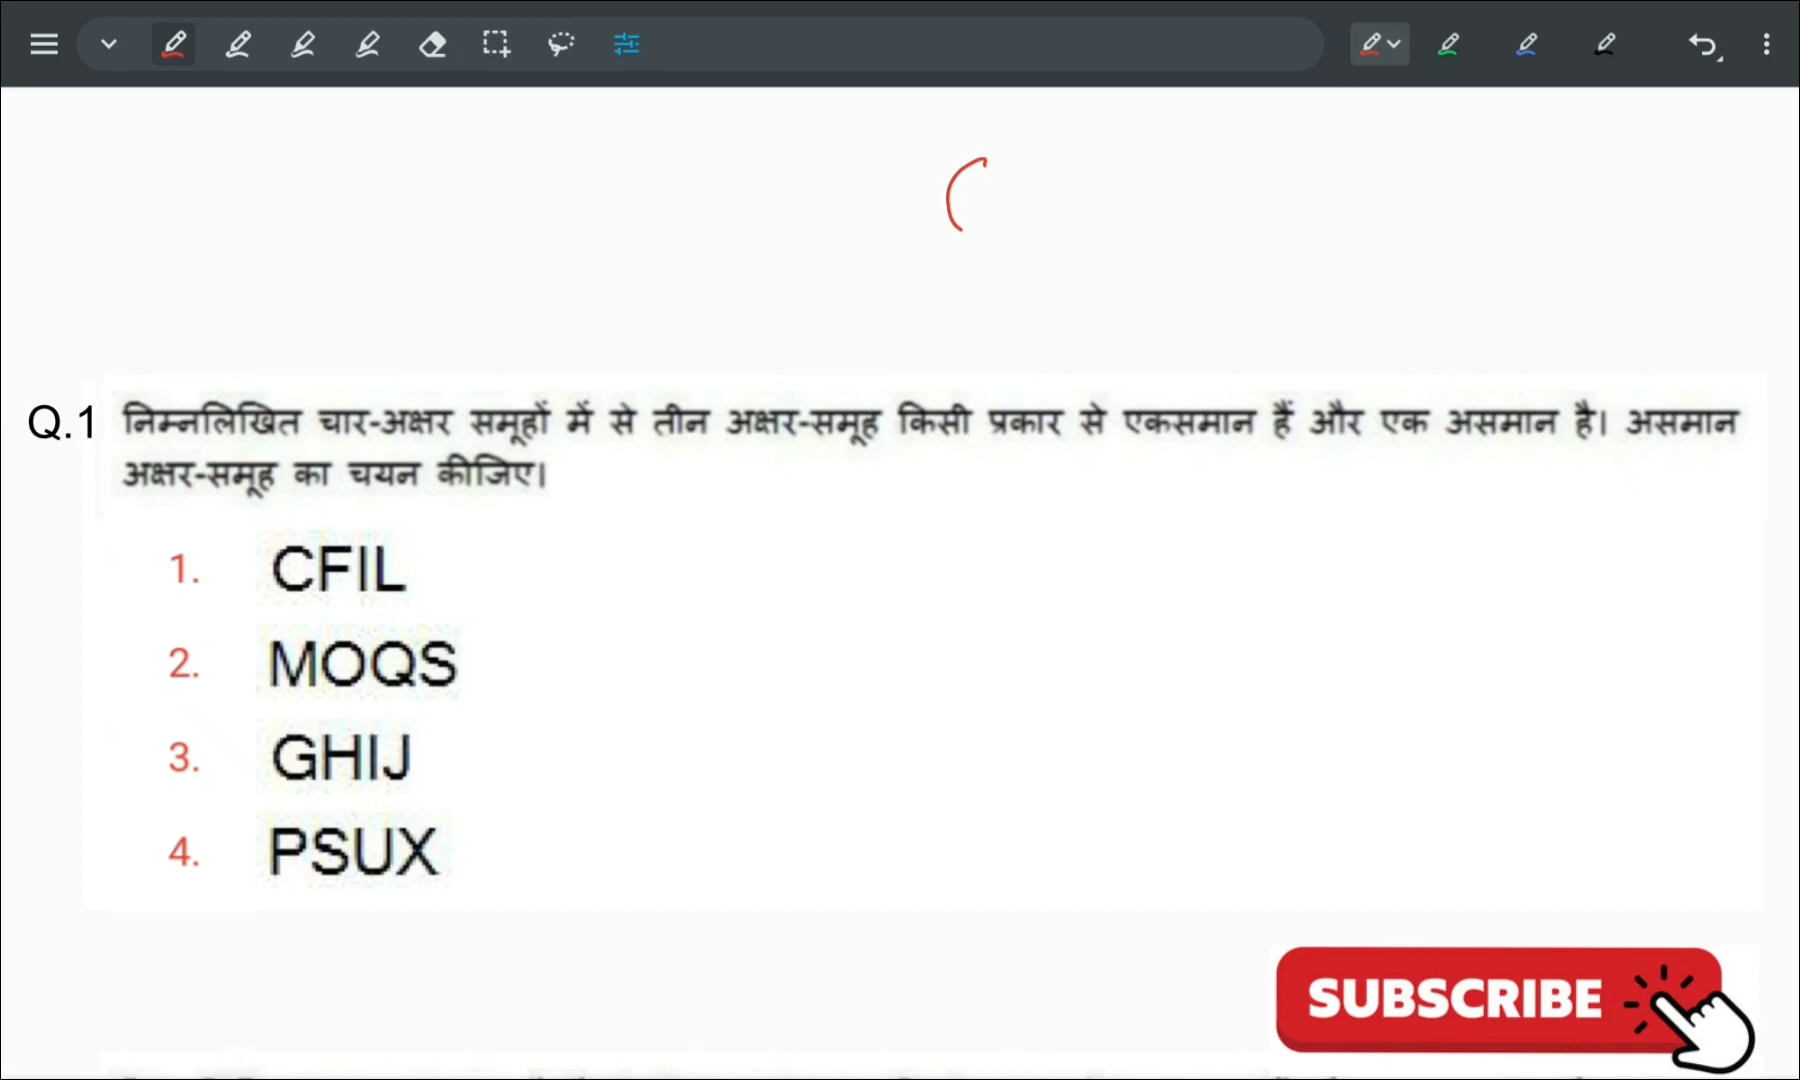 Q.1 निम्नलिखित चार-अक्षर समूहों में से तीन अक्षर-समूह किसी प्रकार से एकसमान हैं और एक असमान है। असमान
अक्षर-समूह का चयन कीजिए।
1. CFIL
2. MOQS
3. GHIJ
4. PSUX
SUBSCRIBE